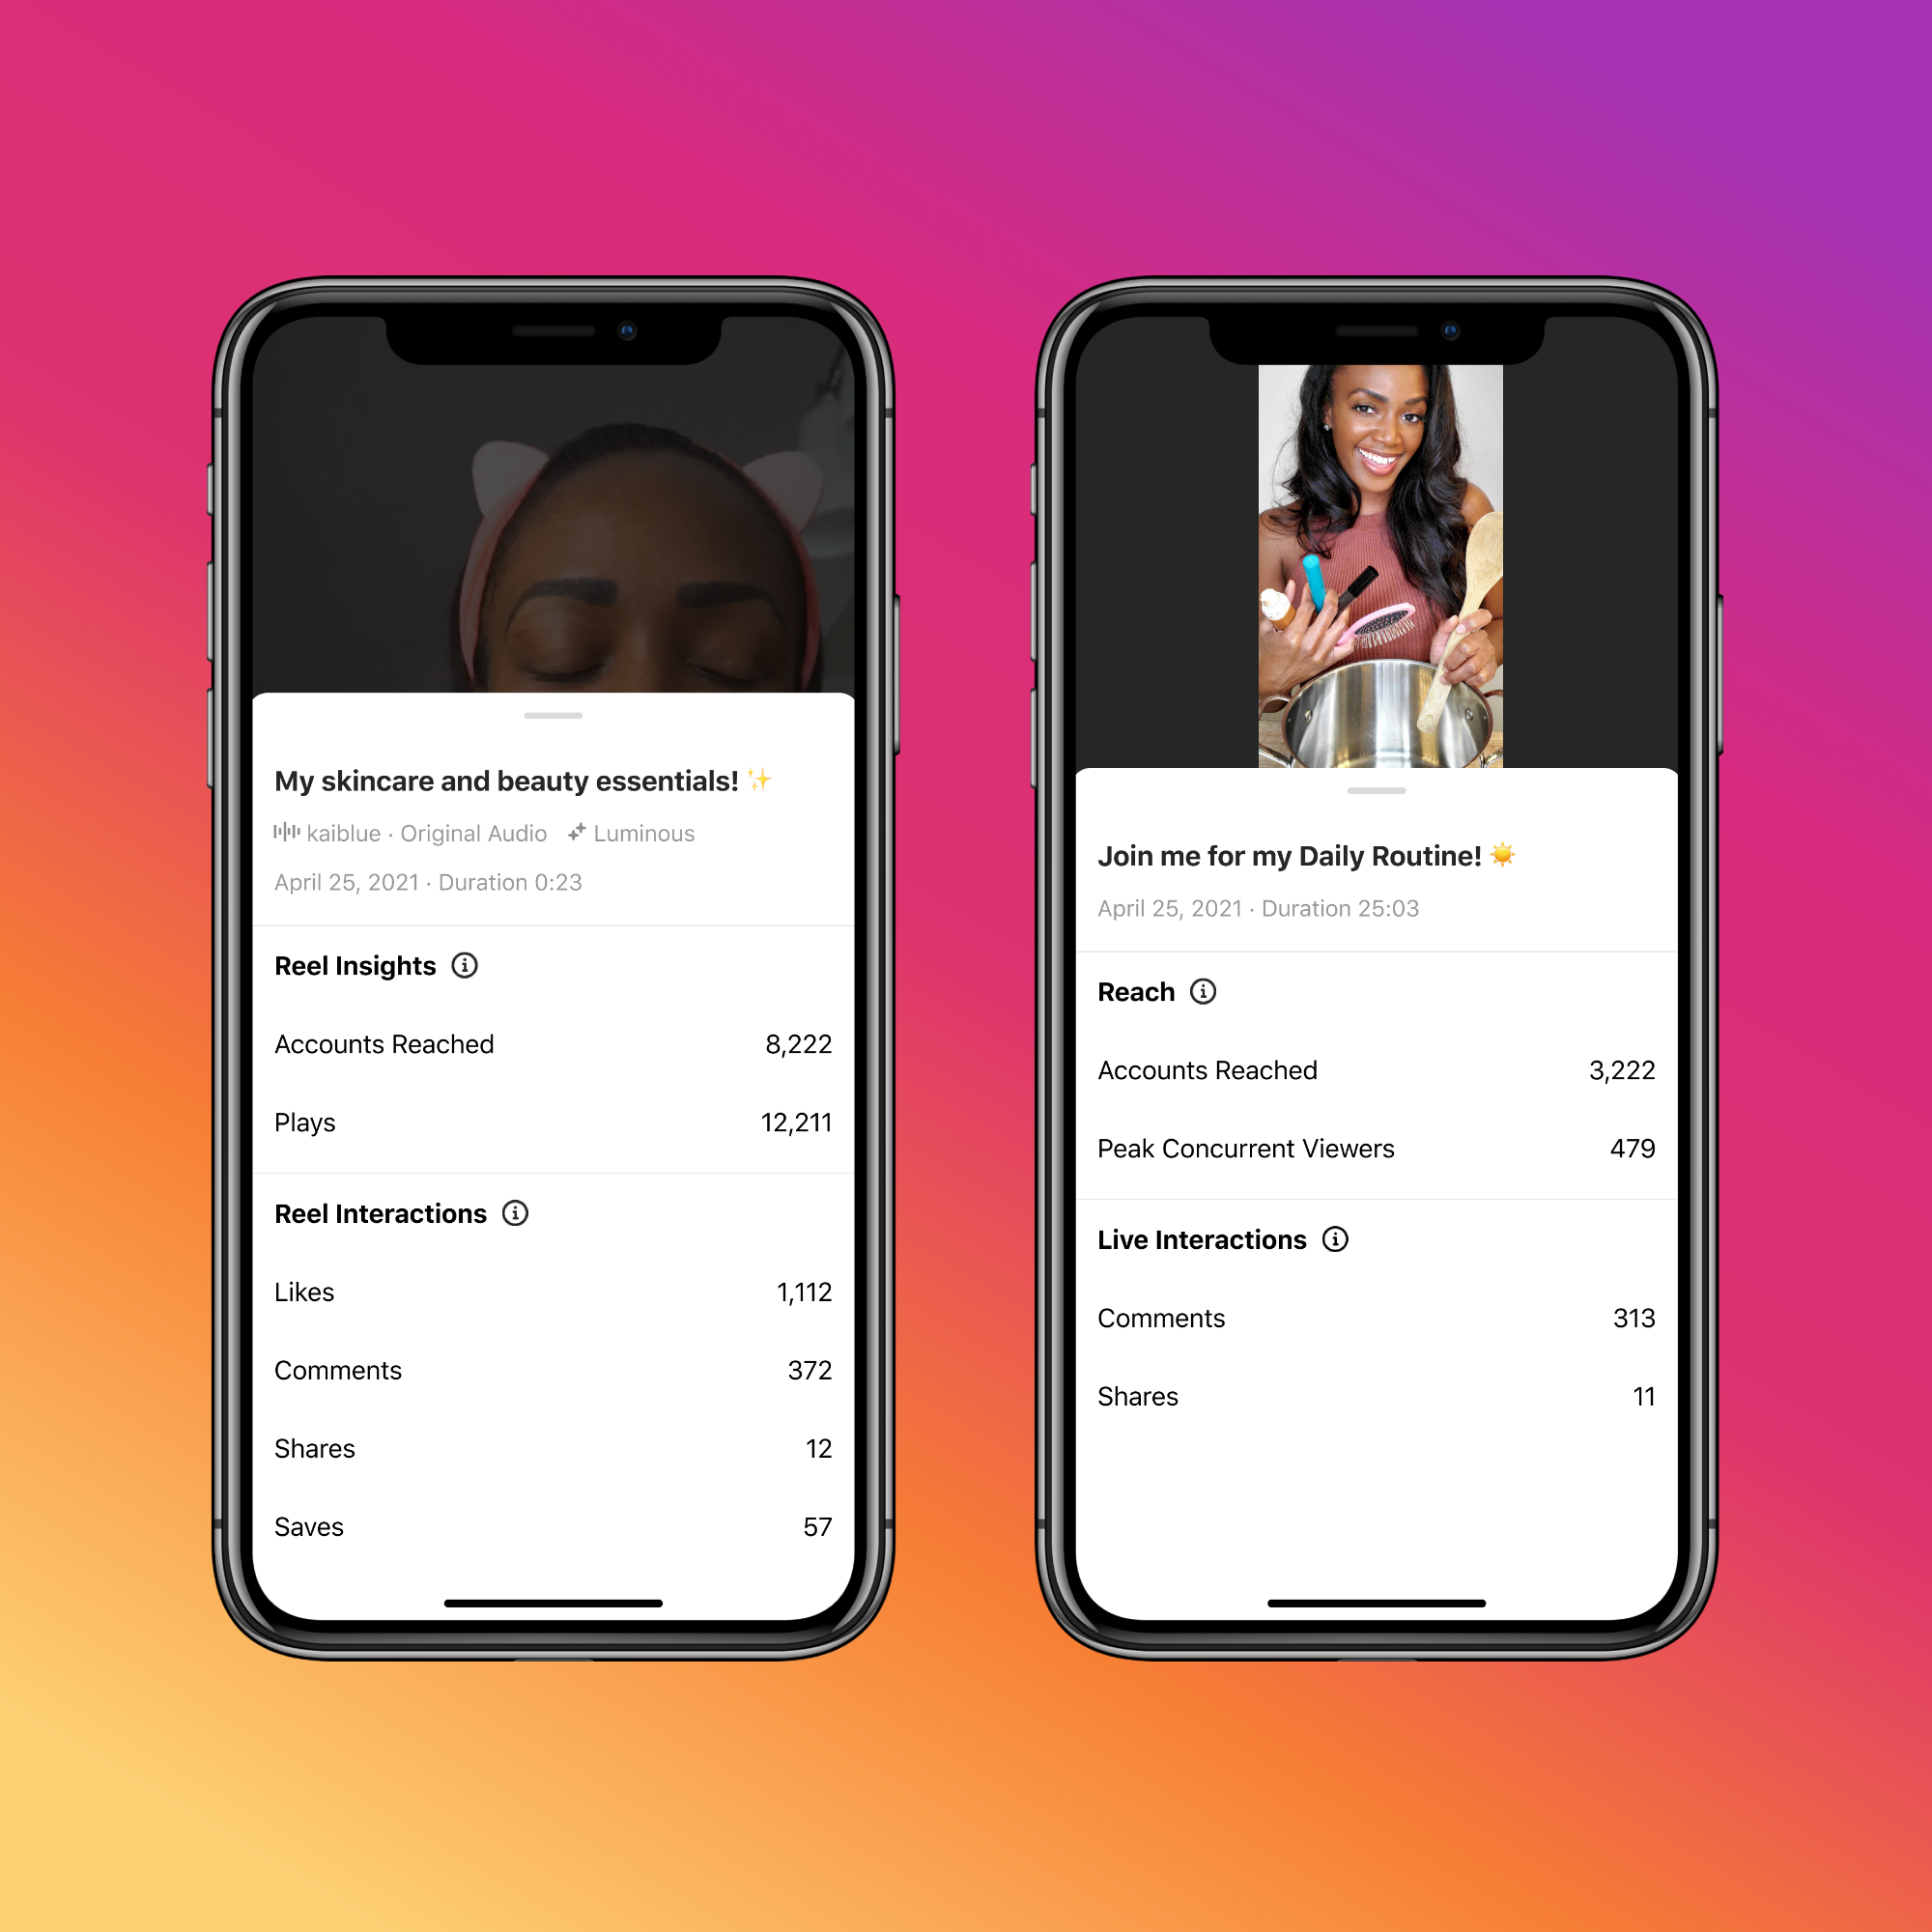 My skincare and beauty essentials! ✨
kaiblue · Original Audio Luminous
April 25, 2021 · Duration 0:23
Reel Insights
Accounts Reached 8,222
Plays 12,211
Reel Interactions
Likes 1,112
Comments 372
Shares 12
Saves 57
Join me for my Daily Routine! ☀️
April 25, 2021 · Duration 25:03
Reach
Accounts Reached 3,222
Peak Concurrent Viewers 479
Live Interactions
Comments 313
Shares 11